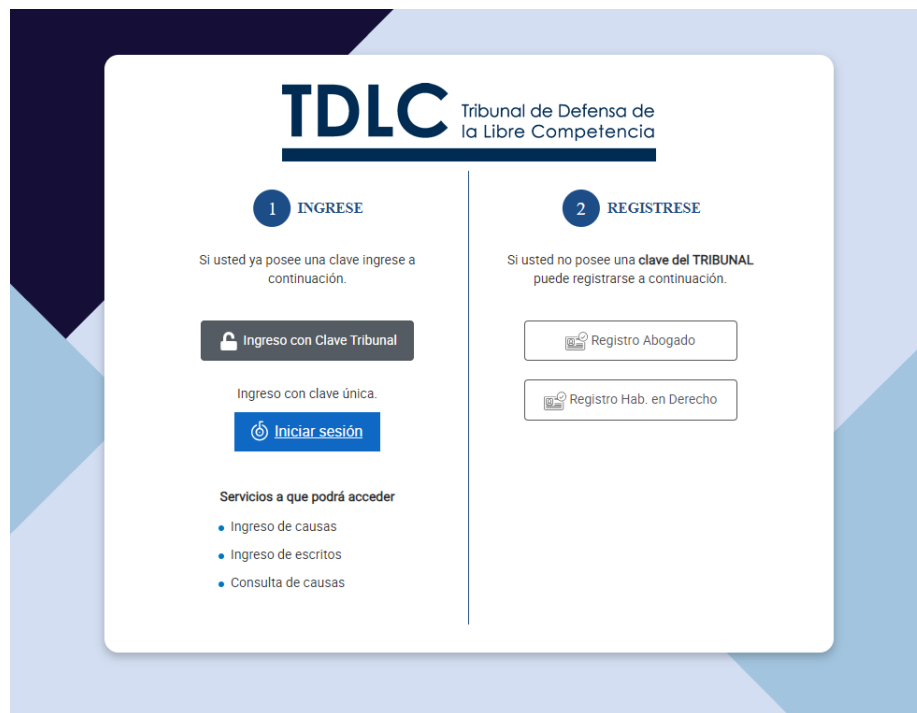 TDLC
Tribunal de Defensa de
la Libre Competencia
1 INGRESE
Si usted ya posee una clave ingrese a
continuación.
Ingreso con Clave Tribunal
Ingreso con clave única.
Iniciar sesión
Servicios a que podrá acceder
Ingreso de causas
Ingreso de escritos
Consulta de causas
2 REGISTRESE
Si usted no posee una clave del TRIBUNAL
puede registrarse a continuación.
Registro Abogado
Registro Hab. en Derecho